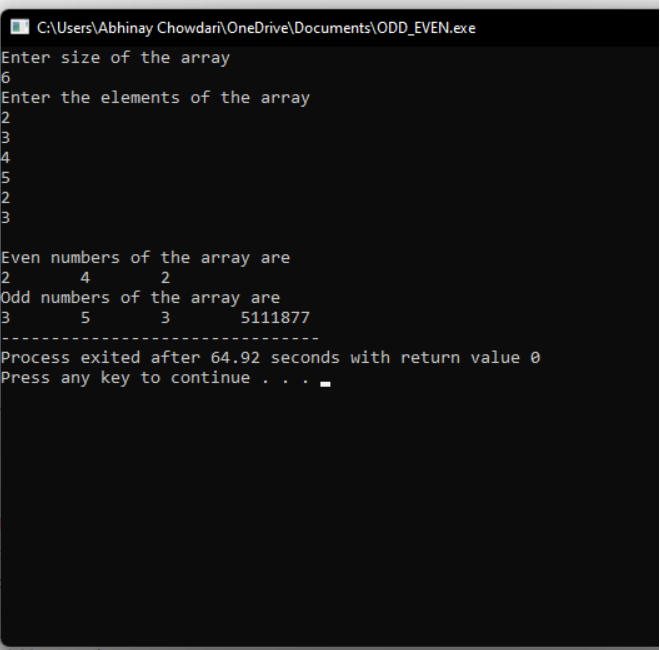 C:\Users\Abhinay Chowdari\OneDrive\Documents\ODD_EVEN.exe
Enter size of the array
6
Enter the elements of the array
2
3
4
5
2
3
Even numbers of the array are
2 4 2
Odd numbers of the array are
3 5 3 5111877
--------------------------------
Process exited after 64.92 seconds with return value 0
Press any key to continue . . .